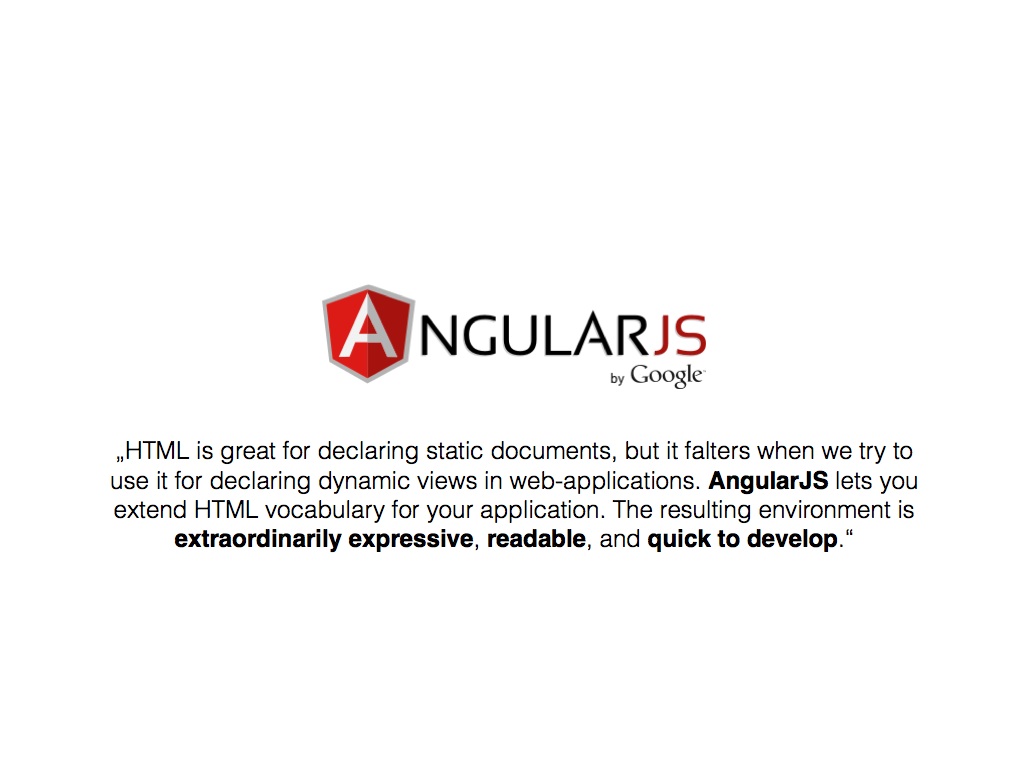 ANGULARJS
by Google
„HTML is great for declaring static documents, but it falters when we try to
use it for declaring dynamic views in web-applications. AngularJS lets you
extend HTML vocabulary for your application. The resulting environment is
extraordinarily expressive, readable, and quick to develop.“